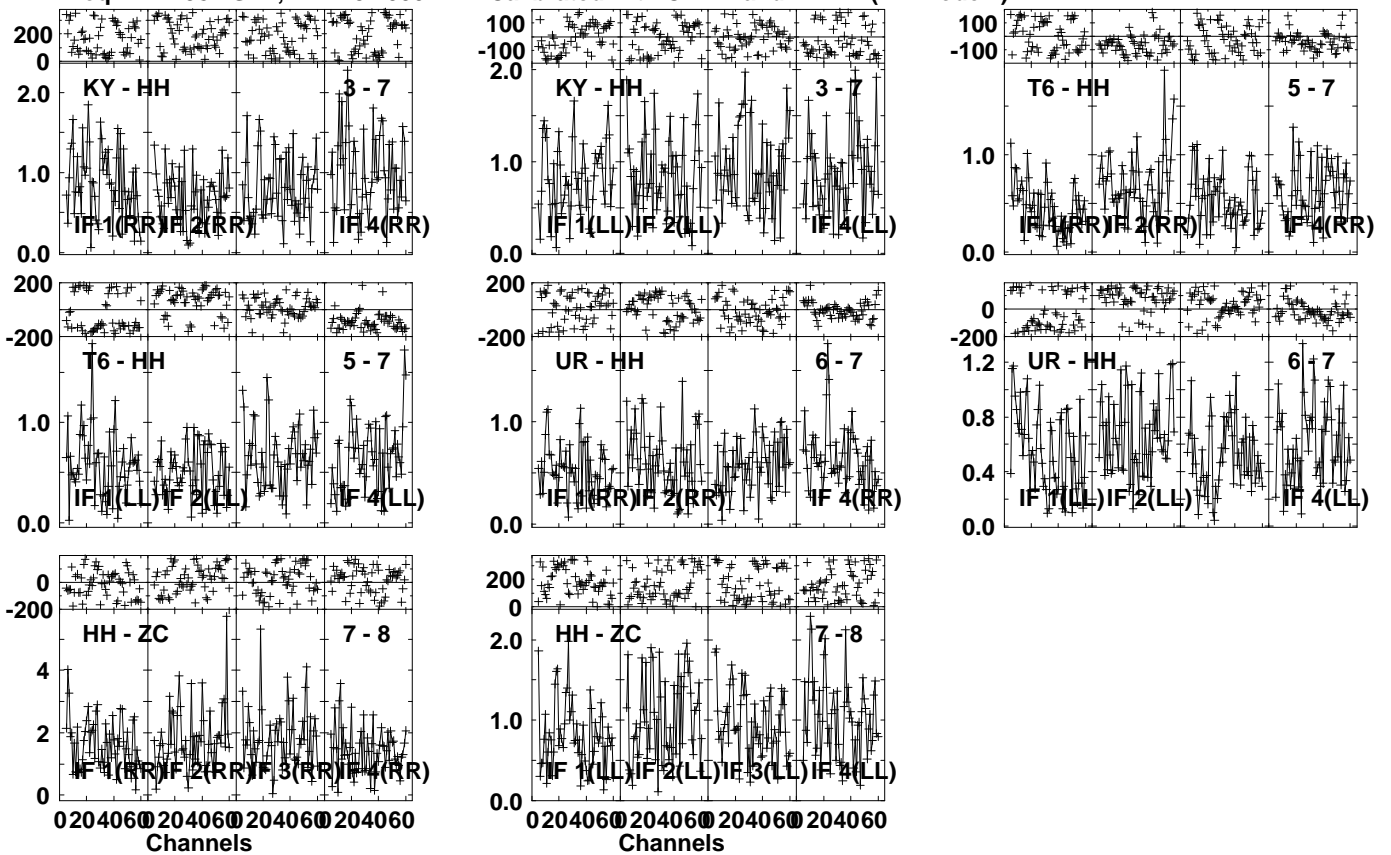 200
0
KY - HH 3 - 7
2.0
1.0
IF 1(RR) IF 2(RR) IF 4(RR)
0.0
100
-100
2.0
KY - HH 3 - 7
1.0
IF 1(LL) IF 2(LL) IF 4(LL)
0.0
100
-100
T6 - HH 5 - 7
1.0
IF 1(RR) IF 2(RR) IF 4(RR)
0.0
200
-200
T6 - HH 5 - 7
1.0
IF 1(LL) IF 2(LL) IF 4(LL)
0.0
200
-200
UR - HH 6 - 7
1.0
IF 1(RR) IF 2(RR) IF 4(RR)
0.0
0
-200
1.2
UR - HH 6 - 7
0.8
0.4
IF 1(LL) IF 2(LL) IF 4(LL)
0.0
0
-200
HH - ZC 7 - 8
4
2
IF 1(RR) IF 2(RR) IF 3(RR) IF 4(RR)
0
0 20 40 60 0 20 40 60 0 20 40 60 0 20 40 60
Channels
200
0
HH - ZC 7 - 8
2.0
1.0
IF 1(LL) IF 2(LL) IF 3(LL) IF 4(LL)
0.0
0 20 40 60 0 20 40 60 0 20 40 60 0 20 40 60
Channels